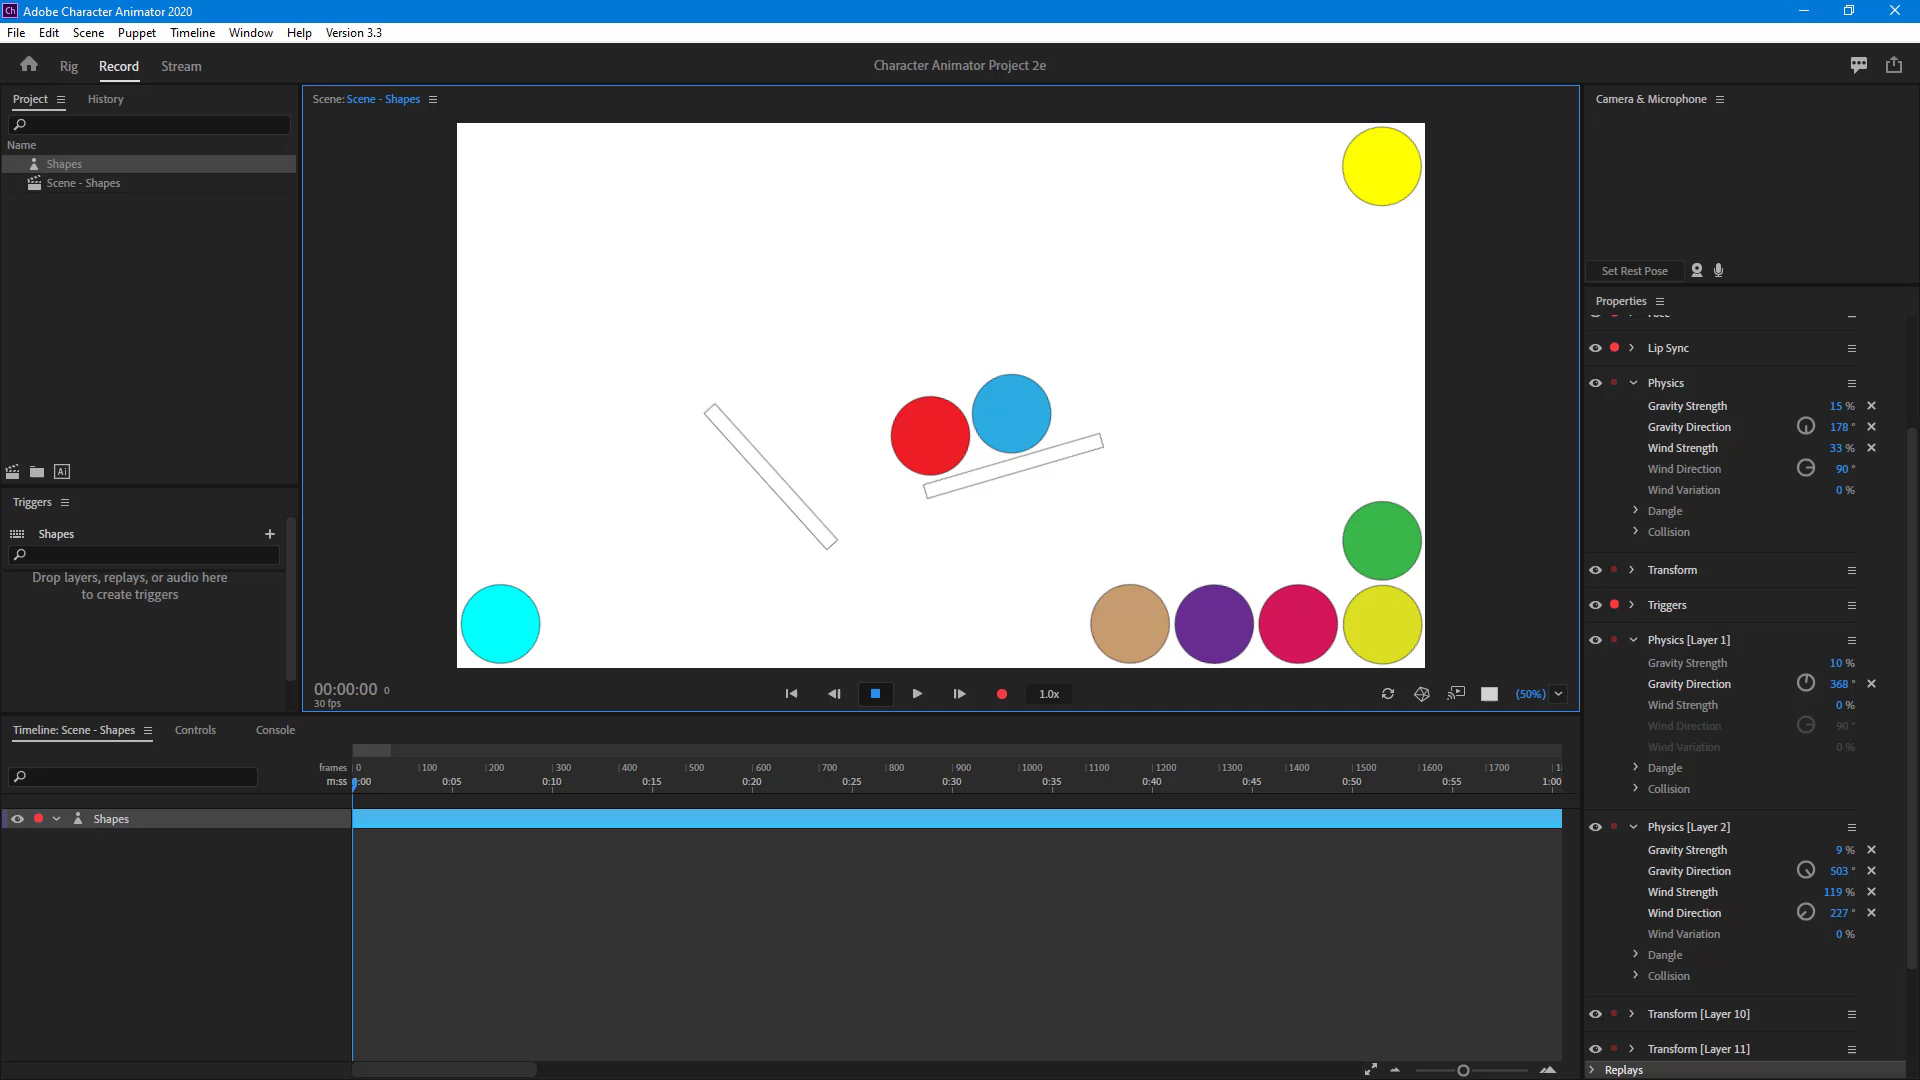 Ch Adobe Character Animator 2020
File Edit Scene Puppet Timeline Window Help Version 3.3
Rig Record Stream Character Animator Project 2e
Project History
Name
Shapes
Scene - Shapes
Ai
Triggers
Shapes
Drop layers, replays, or audio here
to create triggers
Scene: Scene - Shapes
00:00:00 0
30 fps
1.0x
(50%)
Camera & Microphone
Set Rest Pose
Properties
Face
Lip Sync
Physics
Gravity Strength 15 %
Gravity Direction 178 °
Wind Strength 33 %
Wind Direction 90 °
Wind Variation 0 %
Dangle
Collision
Transform
Triggers
Physics [Layer 1]
Gravity Strength 10 %
Gravity Direction 368 °
Wind Strength 0 %
Wind Direction 90 °
Wind Variation 0 %
Dangle
Collision
Physics [Layer 2]
Gravity Strength 9 %
Gravity Direction 503 °
Wind Strength 119 %
Wind Direction 227 °
Wind Variation 0 %
Dangle
Collision
Transform [Layer 10]
Transform [Layer 11]
Replays
Timeline: Scene - Shapes Controls Console
frames 0 100 200 300 400 500 600 700 800 900 1000 1100 1200 1300 1400 1500 1600 1700
m:ss 0:00 0:05 0:10 0:15 0:20 0:25 0:30 0:35 0:40 0:45 0:50 0:55 1:00
Shapes